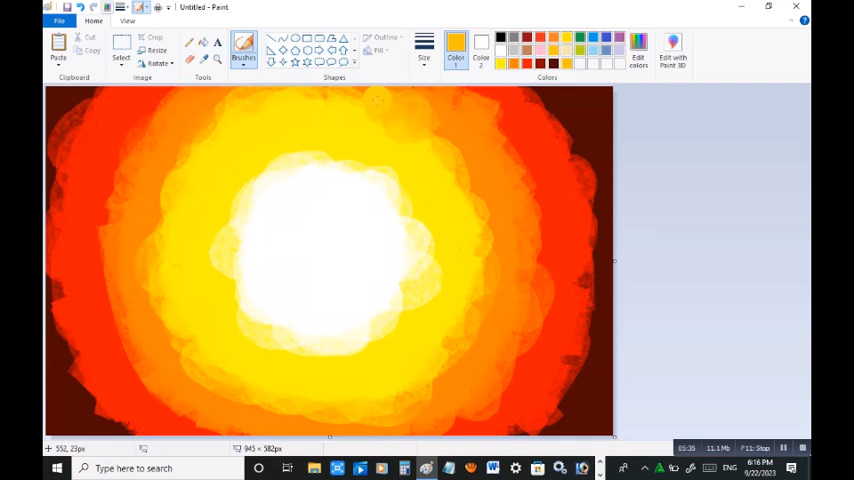 Untitled - Paint
File Home View
Paste
Cut
Copy
Clipboard
Select
Crop
Resize
Rotate
Image
A
Tools
Brushes
Outline
Fill
Shapes
Size
Color 1
Color 2
Edit colors
Colors
Edit with Paint 3D
552, 23px
945 × 582px
05:35 11.1 Mb F11: Stop
Type here to search
ENG
6:16 PM
9/22/2023